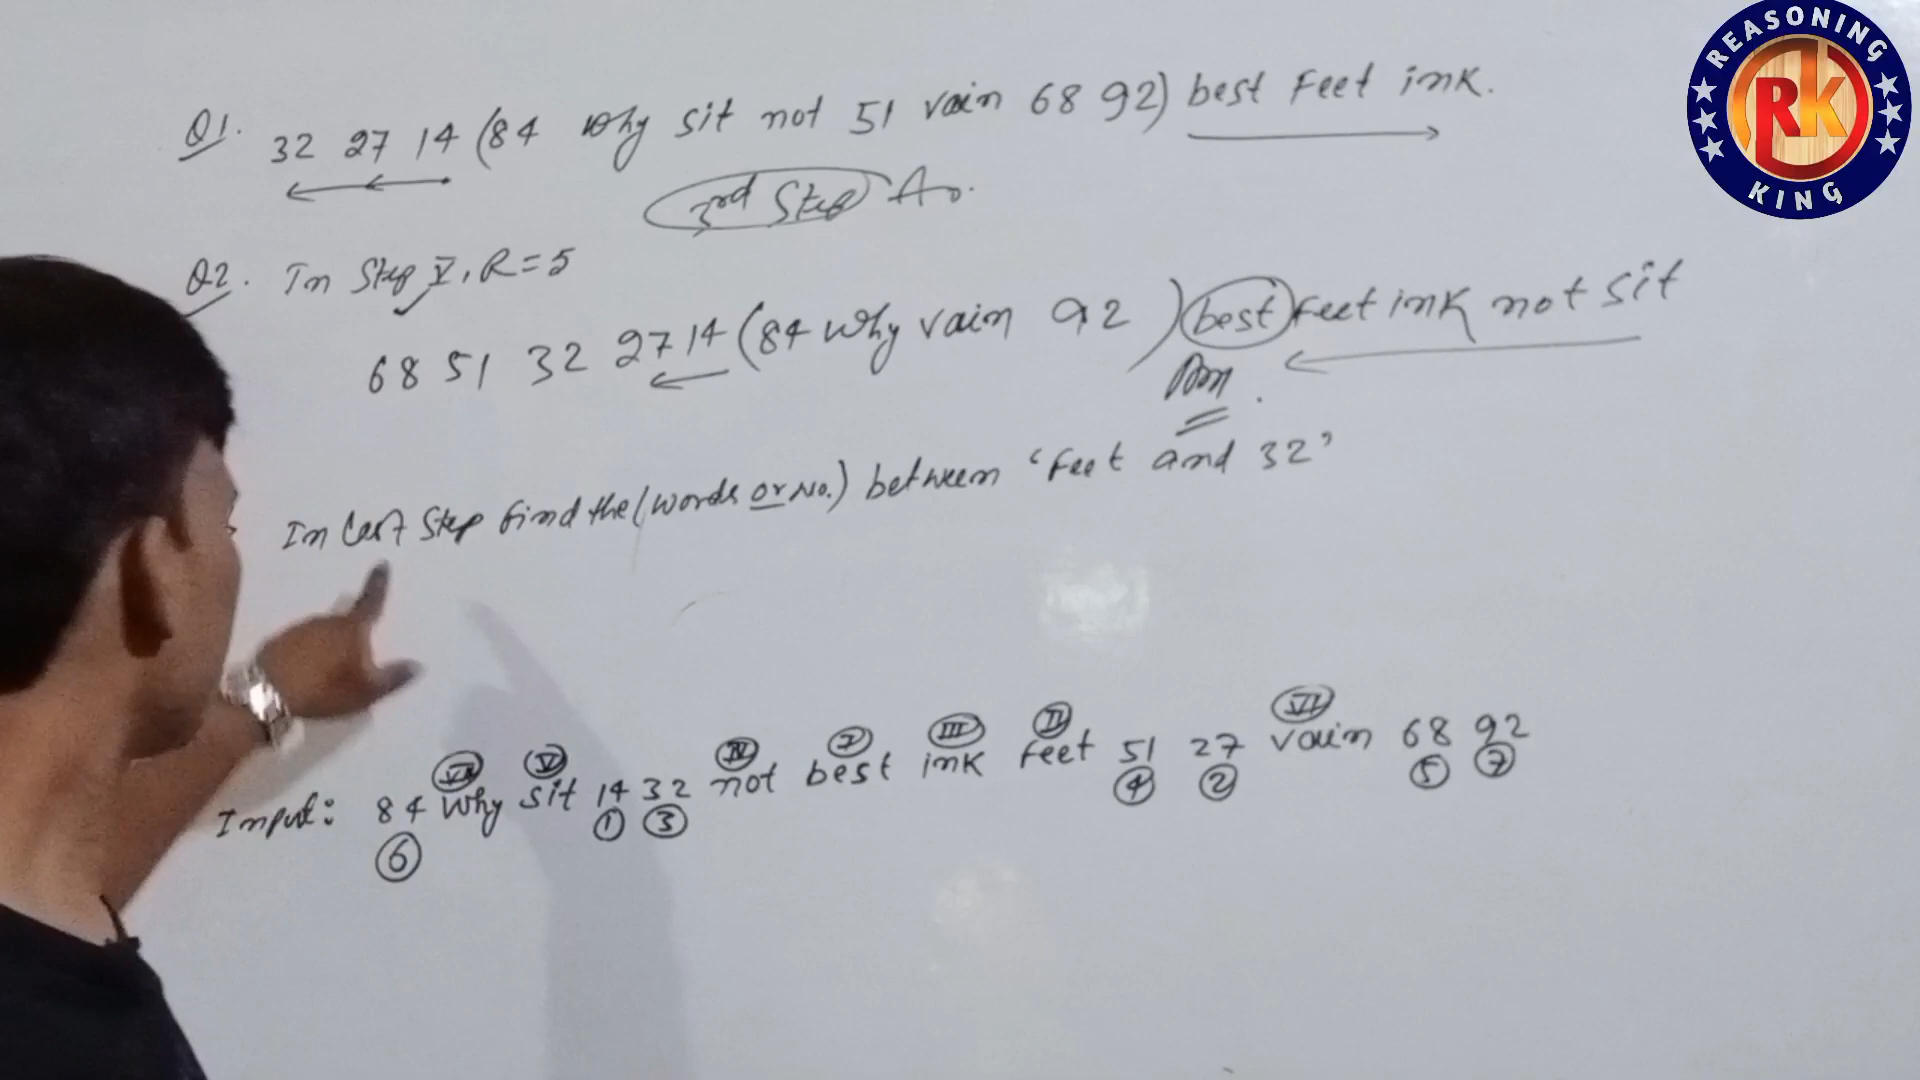 REASONING
RK
KING
Q1. 32 27 14 (84 why sit not 51 vain 68 92) best Feet ink.
3rd Step
Q2. In Step V, R = 5
68 51 32 27 14 (84 why vain 92) best feet ink not sit
In Last Step find the (words or No.) between 'Feet and 32'
VII V IV I III II VI
Input: 84 why sit 14 32 not best ink Feet 51 27 vain 68 92
6 1 3 4 2 5 7